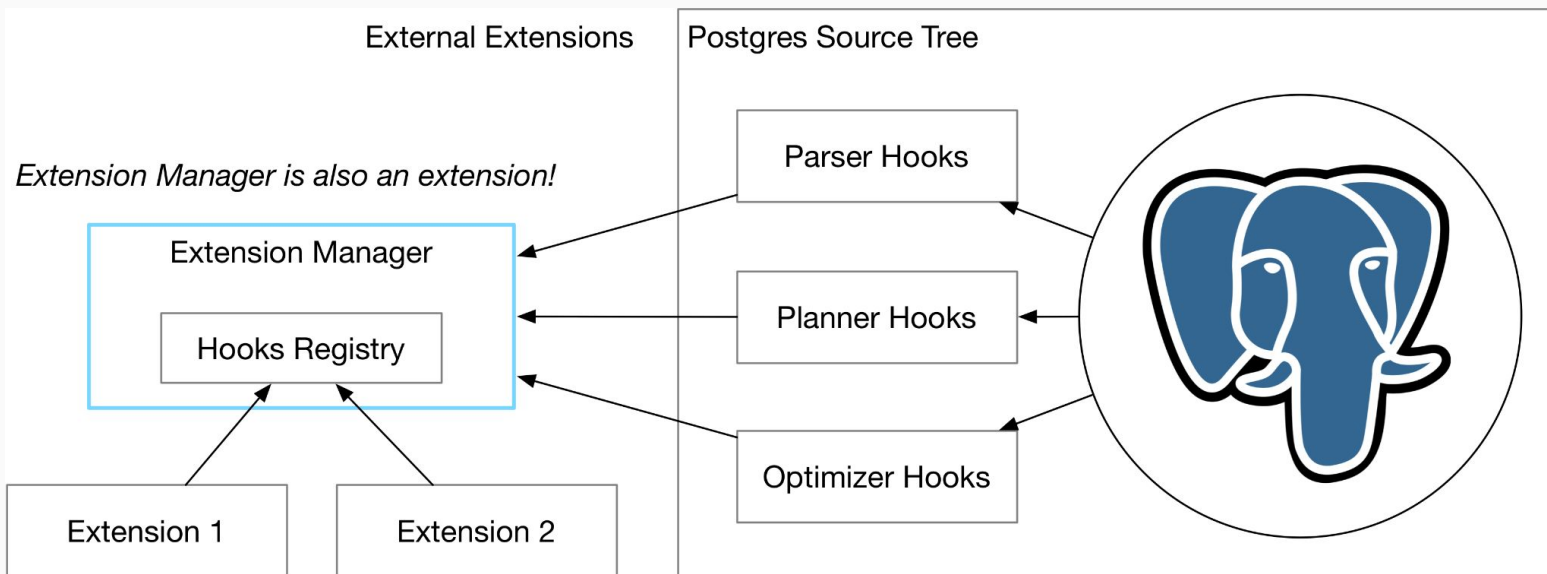 External Extensions
Postgres Source Tree
Extension Manager is also an extension!
Extension Manager
Hooks Registry
Extension 1
Extension 2
Parser Hooks
Planner Hooks
Optimizer Hooks